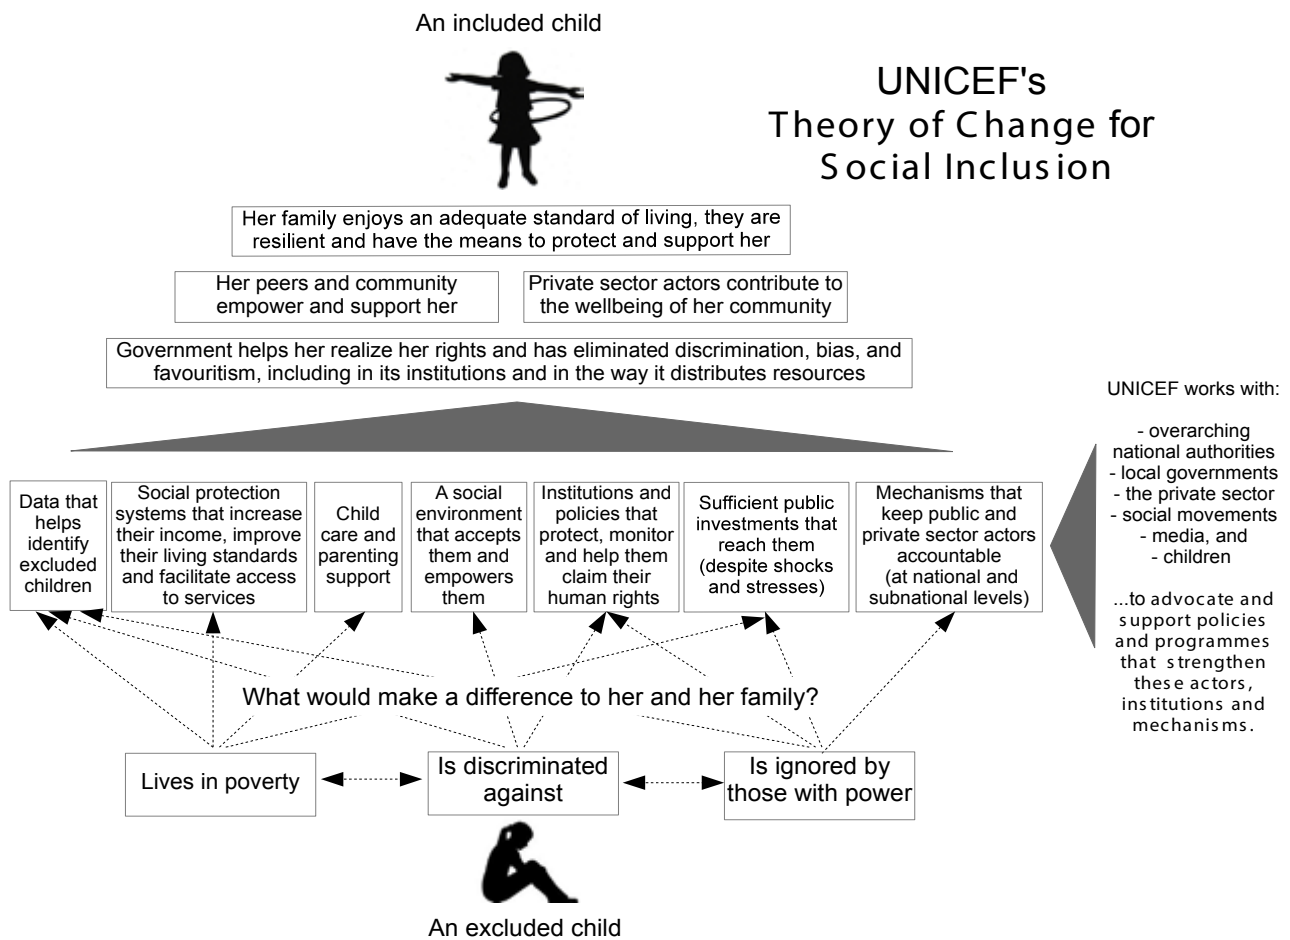 An included child
UNICEF's
Theory of Change for
Social Inclusion
Her family enjoys an adequate standard of living, they are
resilient and have the means to protect and support her
Her peers and community
empower and support her
Private sector actors contribute to
the wellbeing of her community
Government helps her realize her rights and has eliminated discrimination, bias, and
favouritism, including in its institutions and in the way it distributes resources
Data that
helps
identify
excluded
children
Social protection
systems that increase
their income, improve
their living standards
and facilitate access
to services
Child
care and
parenting
support
A social
environment
that accepts
them and
empowers
them
Institutions and
policies that
protect, monitor
and help them
claim their
human rights
Sufficient public
investments that
reach them
(despite shocks
and stresses)
Mechanisms that
keep public and
private sector actors
accountable
(at national and
subnational levels)
UNICEF works with:
- overarching
national authorities
- local governments
- the private sector
- social movements
- media, and
- children
...to advocate and
support policies
and programmes
that strengthen
these actors,
institutions and
mechanisms.
What would make a difference to her and her family?
Lives in poverty
Is discriminated
against
Is ignored by
those with power
An excluded child